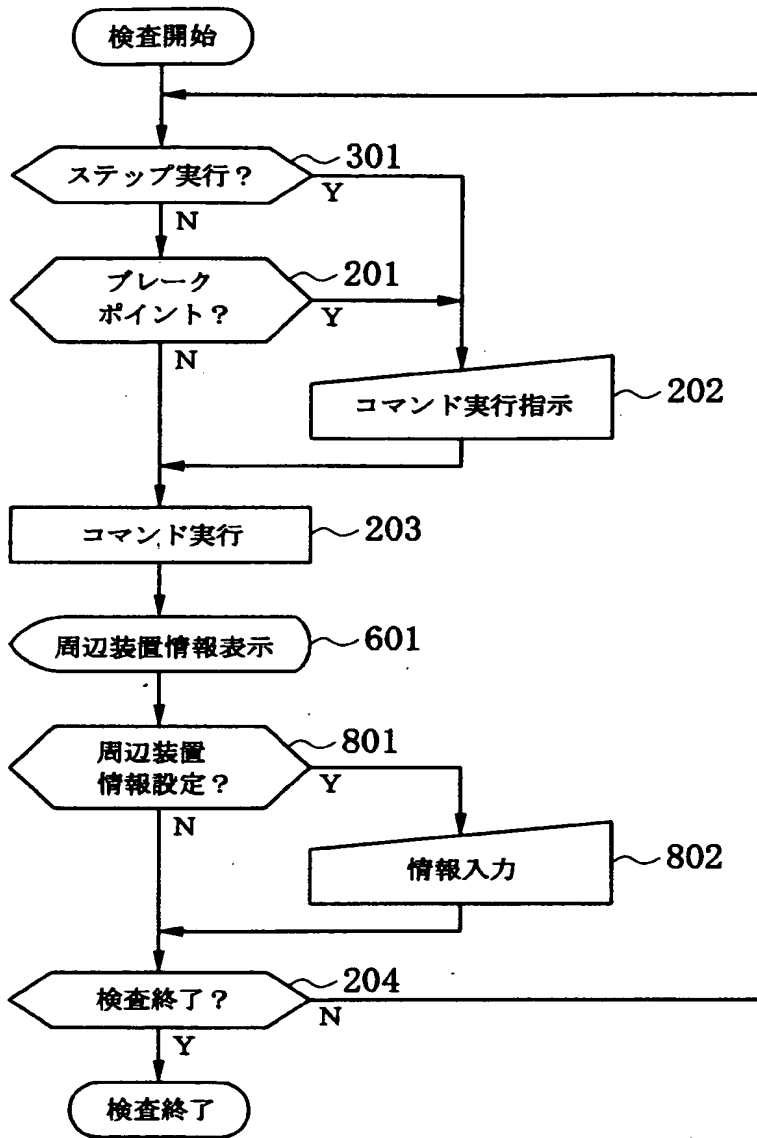 検査開始
ステップ実行？
301
Y
N
ブレーク
ポイント？
201
Y
N
コマンド実行指示
202
コマンド実行
203
周辺装置情報表示
601
周辺装置
情報設定？
801
Y
N
情報入力
802
検査終了？
204
N
Y
検査終了